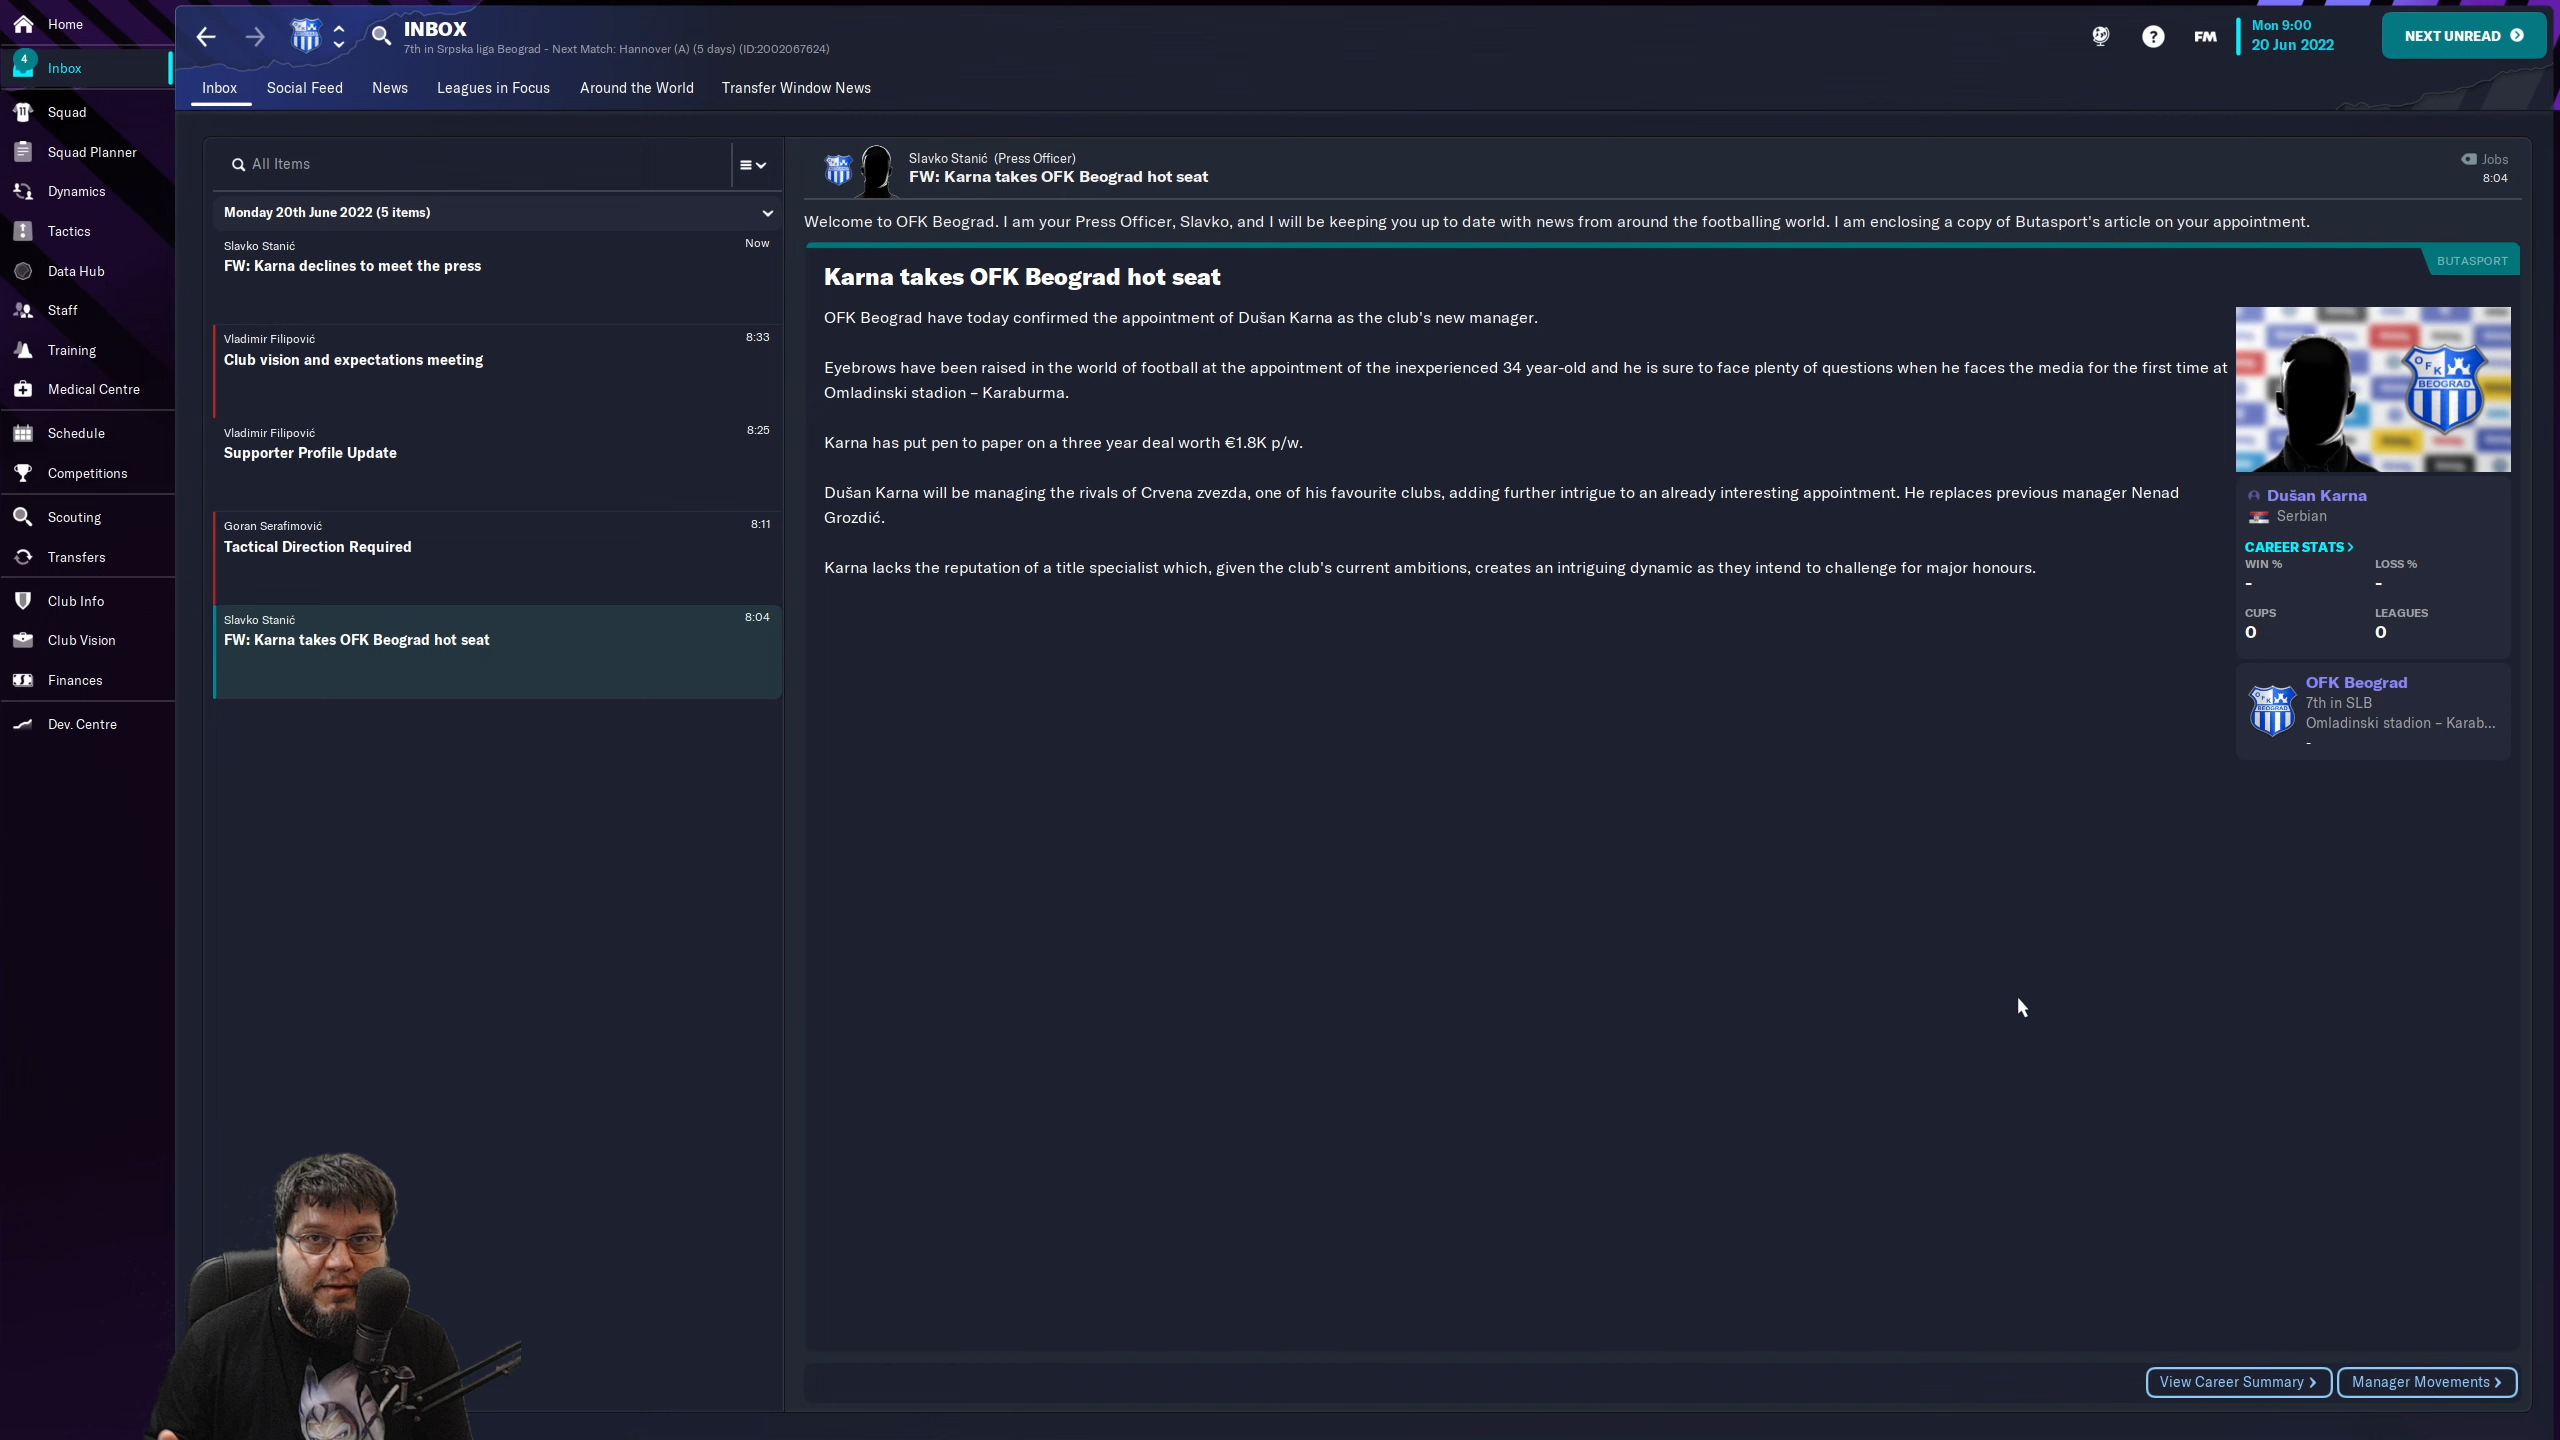 Home
4
Inbox
Squad
Squad Planner
Dynamics
Tactics
Data Hub
Staff
Training
Medical Centre
Schedule
Competitions
Scouting
Transfers
Club Info
Club Vision
Finances
Dev. Centre
INBOX
7th in Srpska liga Beograd - Next Match: Hannover (A) (5 days) (ID:2002067624)
FM
Mon 9:00
20 Jun 2022
NEXT UNREAD
Inbox
Social Feed
News
Leagues in Focus
Around the World
Transfer Window News
All Items
Monday 20th June 2022 (5 items)
Slavko Stanić
Now
FW: Karna declines to meet the press
Vladimir Filipović
8:33
Club vision and expectations meeting
Vladimir Filipović
8:25
Supporter Profile Update
Goran Serafimović
8:11
Tactical Direction Required
Slavko Stanić
8:04
FW: Karna takes OFK Beograd hot seat
Slavko Stanić (Press Officer)
FW: Karna takes OFK Beograd hot seat
Jobs
8:04
Welcome to OFK Beograd. I am your Press Officer, Slavko, and I will be keeping you up to date with news from around the footballing world. I am enclosing a copy of Butasport's article on your appointment.
BUTASPORT
Karna takes OFK Beograd hot seat
OFK Beograd have today confirmed the appointment of Dušan Karna as the club's new manager.
Eyebrows have been raised in the world of football at the appointment of the inexperienced 34 year-old and he is sure to face plenty of questions when he faces the media for the first time at
Omladinski stadion – Karaburma.
Karna has put pen to paper on a three year deal worth €1.8K p/w.
Dušan Karna will be managing the rivals of Crvena zvezda, one of his favourite clubs, adding further intrigue to an already interesting appointment. He replaces previous manager Nenad
Grozdić.
Karna lacks the reputation of a title specialist which, given the club's current ambitions, creates an intriguing dynamic as they intend to challenge for major honours.
OFK
BEOGRAD
Dušan Karna
Serbian
CAREER STATS
WIN %
LOSS %
-
-
CUPS
LEAGUES
0
0
OFK Beograd
7th in SLB
Omladinski stadion – Karab...
-
View Career Summary
Manager Movements